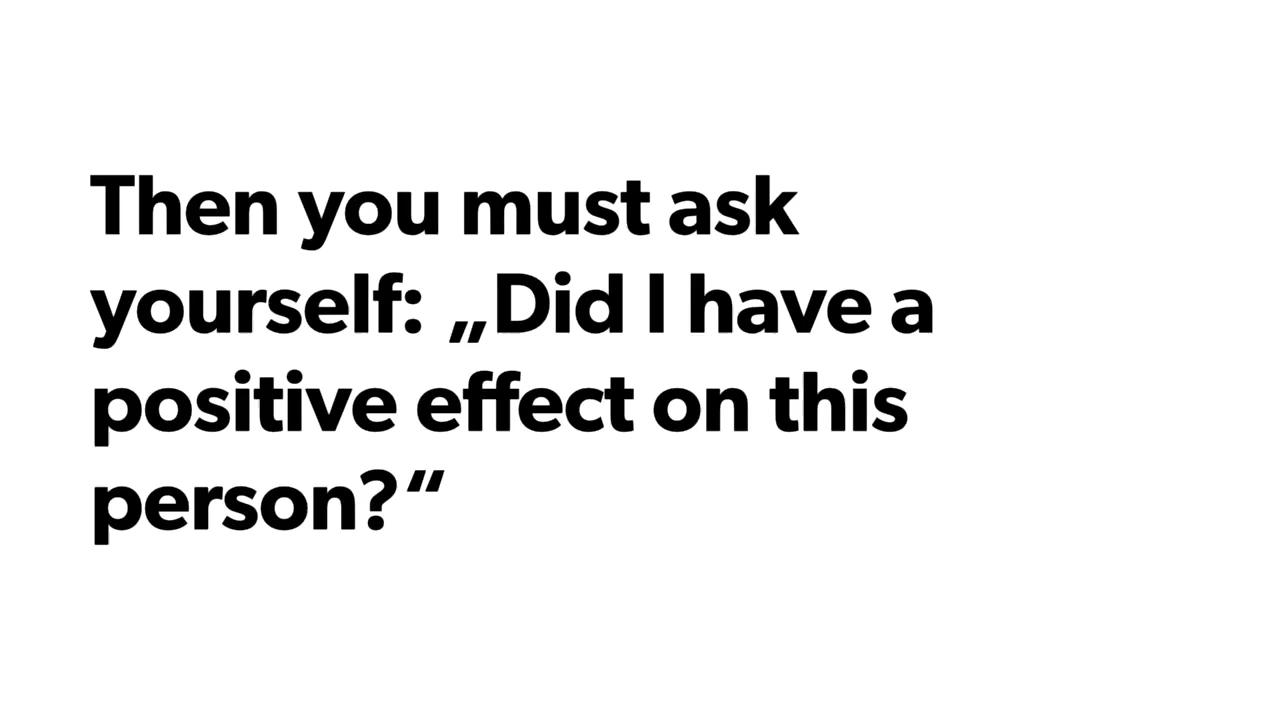 Then you must ask
yourself: „Did I have a
positive effect on this
person?“